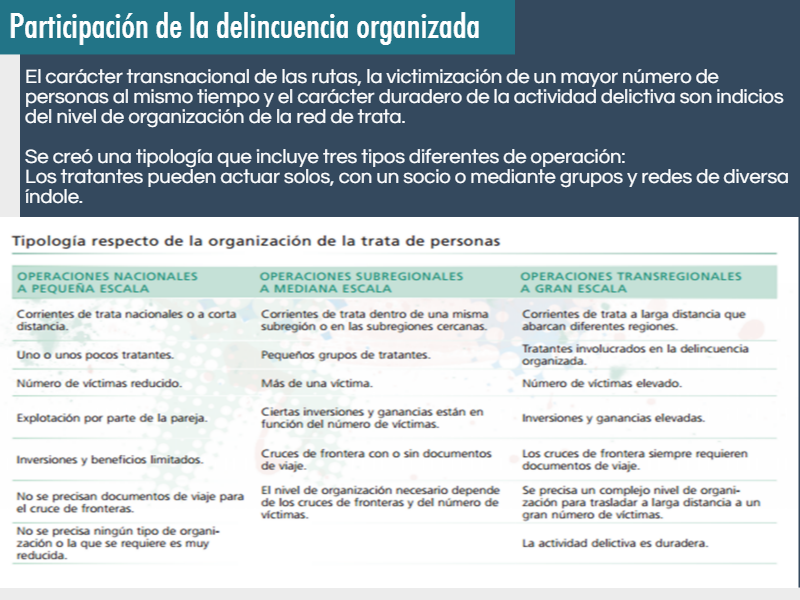 Participación de la delincuencia organizada
El carácter transnacional de las rutas, la victimización de un mayor número de
personas al mismo tiempo y el carácter duradero de la actividad delictiva son indicios
del nivel de organización de la red de trata.
Se creó una tipología que incluye tres tipos diferentes de operación:
Los tratantes pueden actuar solos, con un socio o mediante grupos y redes de diversa
índole.
Tipología respecto de la organización de la trata de personas
OPERACIONES NACIONALES
A PEQUEÑA ESCALA
OPERACIONES SUBREGIONALES
A MEDIANA ESCALA
OPERACIONES TRANSREGIONALES
A GRAN ESCALA
Corrientes de trata nacionales o a corta
distancia.
Corrientes de trata dentro de una misma
subregión o en las subregiones cercanas.
Corrientes de trata a larga distancia que
abarcan diferentes regiones.
Uno o unos pocos tratantes.
Pequeños grupos de tratantes.
Tratantes involucrados en la delincuencia
organizada.
Número de víctimas reducido.
Más de una víctima.
Número de víctimas elevado.
Explotación por parte de la pareja.
Ciertas inversiones y ganancias están en
función del número de víctimas.
Inversiones y ganancias elevadas.
Inversiones y beneficios limitados.
Cruces de frontera con o sin documentos
de viaje.
Los cruces de frontera siempre requieren
documentos de viaje.
No se precisan documentos de viaje para
el cruce de fronteras.
El nivel de organización necesario depende
de los cruces de fronteras y del número de
víctimas.
Se precisa un complejo nivel de organi-
zación para trasladar a larga distancia a un
gran número de víctimas.
No se precisa ningún tipo de organi-
zación o la que se requiere es muy
reducida.
La actividad delictiva es duradera.